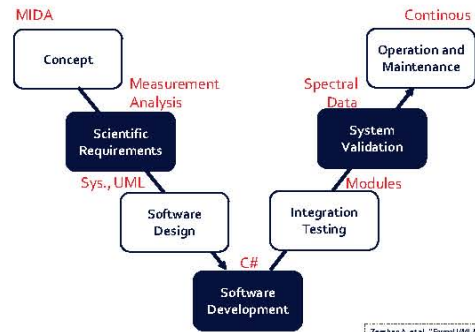 MIDA
Continous
Concept
Operation and
Maintenance
Measurement
Analysis
Spectral
Data
Scientific
Requirements
System
Validation
Sys., UML
Modules
Software
Design
Integration
Testing
C#
Software
Development